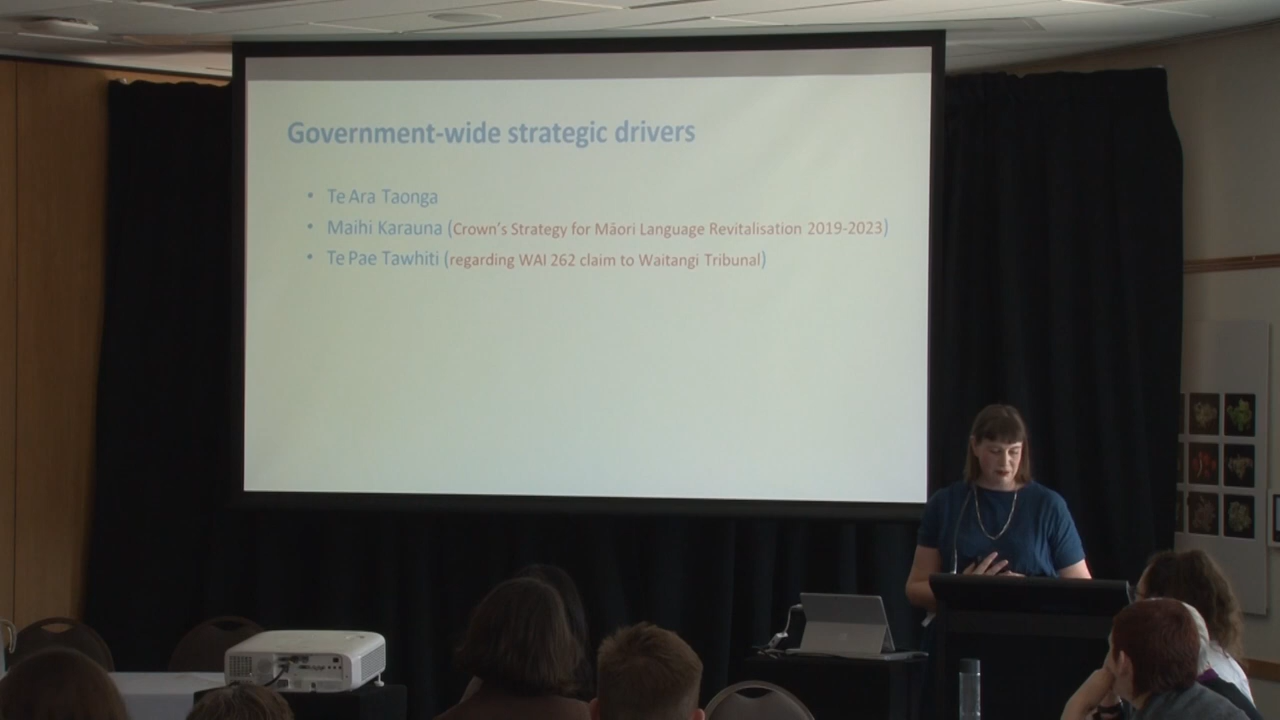 Government-wide strategic drivers
• Te Ara Taonga
• Maihi Karauna (Crown's Strategy for Māori Language Revitalisation 2019-2023)
• Te Pae Tawhiti (regarding WAI 262 claim to Waitangi Tribunal)